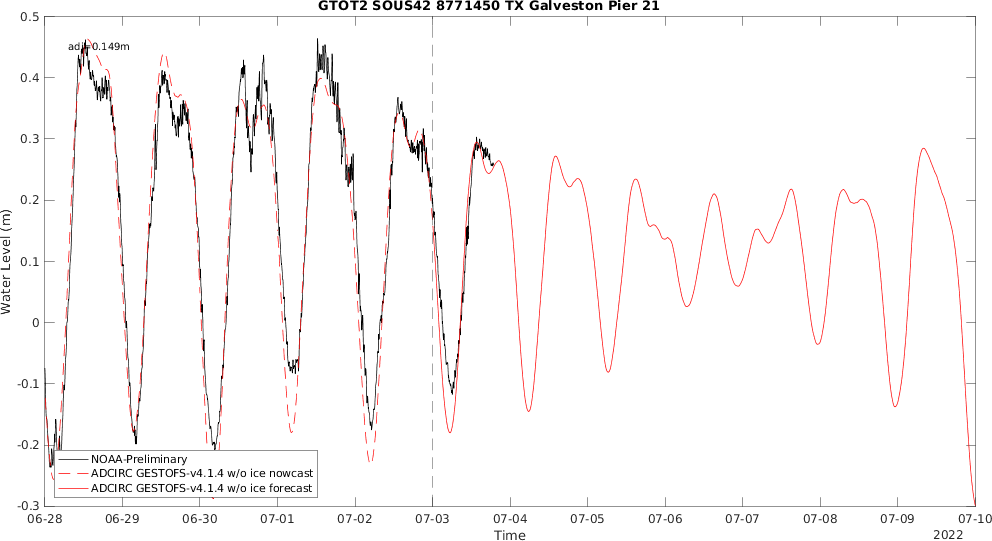 GTOT2 SOUS42 8771450 TX Galveston Pier 21
0.5
adj=0.149m
0.4
0.3
0.2
0.1
0
-0.1
-0.2
-0.3
Water Level (m)
NOAA-Preliminary
ADCIRC GESTOFS-v4.1.4 w/o ice nowcast
ADCIRC GESTOFS-v4.1.4 w/o ice forecast
06-28 06-29 06-30 07-01 07-02 07-03 07-04 07-05 07-06 07-07 07-08 07-09 07-10
Time
2022